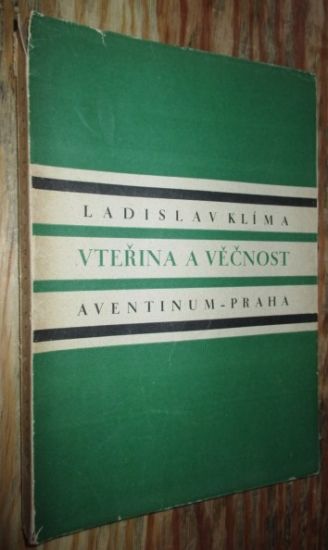 LADISLAV KLÍMA
VTEŘINA A VĚČNOST
AVENTINUM-PRAHA